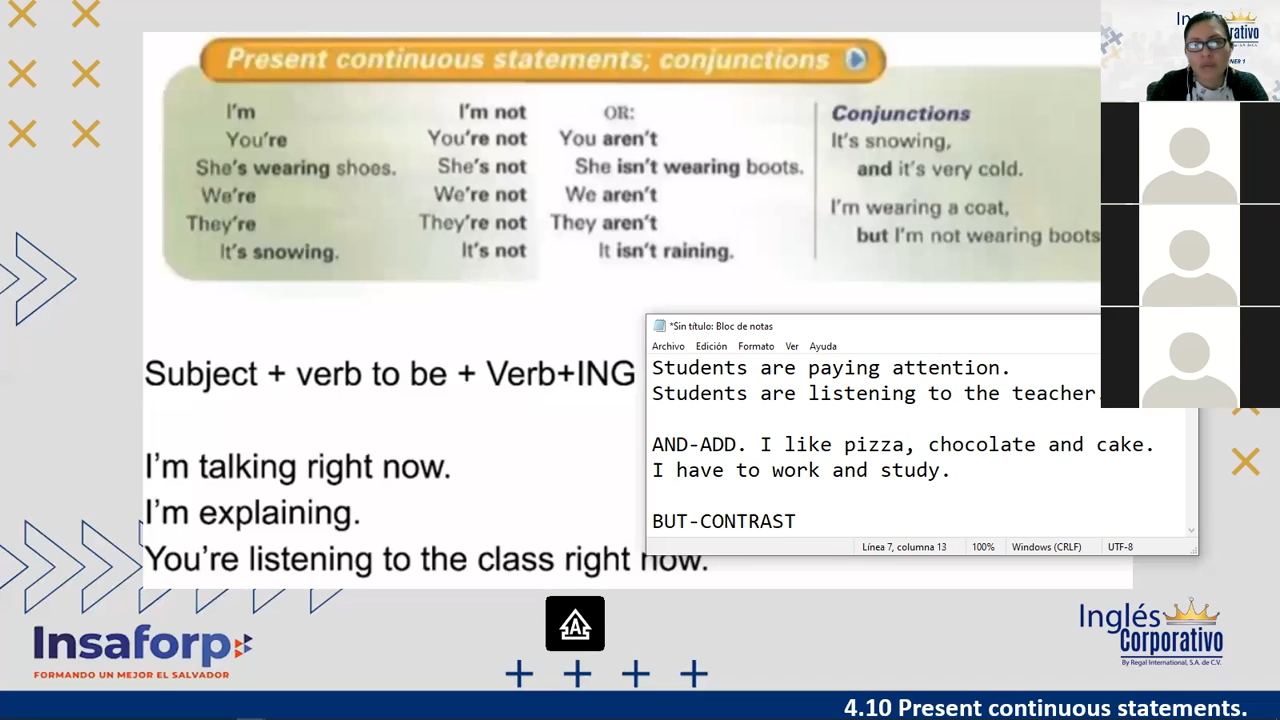 Present continuous statements; conjunctions
I'm
You're
She's wearing shoes.
We're
They're
It's snowing.
I'm not
You're not
She's not
We're not
They're not
It's not
OR:
You aren't
She isn't wearing boots.
We aren't
They aren't
It isn't raining.
Conjunctions
It's snowing,
and it's very cold.
I'm wearing a coat,
but I'm not wearing boots
Subject + verb to be + Verb+ING
I'm talking right now.
I'm explaining.
You're listening to the class right now.
*Sin título: Bloc de notas
Archivo Edición Formato Ver Ayuda
Students are paying attention.
Students are listening to the teacher.
AND-ADD. I like pizza, chocolate and cake.
I have to work and study.
BUT-CONTRAST
Línea 7, columna 13 100% Windows (CRLF) UTF-8
A
Insaforp
FORMANDO UN MEJOR EL SALVADOR
Inglés
Corporativo
By Regal International, S.A. de C.V.
4.10 Present continuous statements.